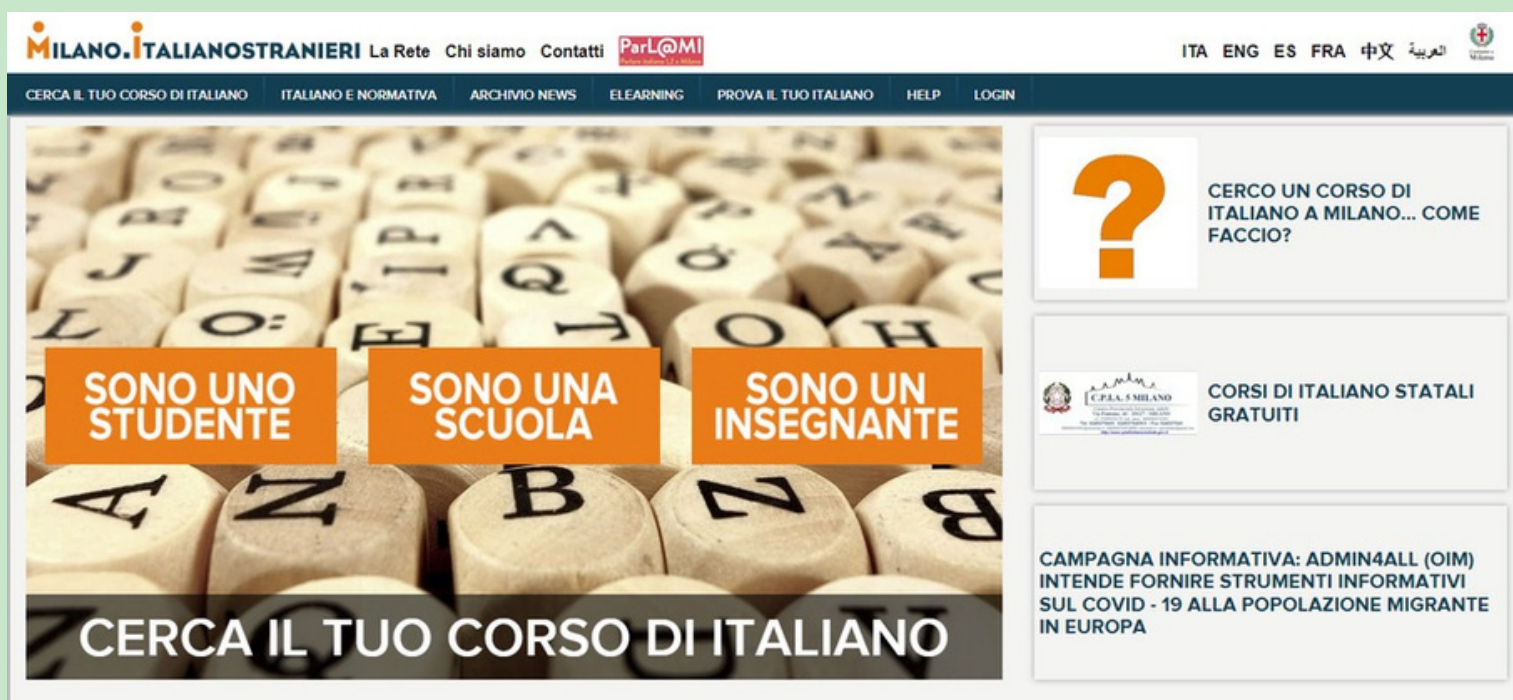 MILANO.ITALIANOSTRANIERI La Rete Chi siamo Contatti ParL@MI
ITA ENG ES FRA 中文 العربية
CERCA IL TUO CORSO DI ITALIANO ITALIANO E NORMATIVA ARCHIVIO NEWS ELEARNING PROVA IL TUO ITALIANO HELP LOGIN
SONO UNO
STUDENTE
SONO UNA
SCUOLA
SONO UN
INSEGNANTE
CERCA IL TUO CORSO DI ITALIANO
?
CERCO UN CORSO DI
ITALIANO A MILANO... COME
FACCIO?
C.P.I.A. 5 MILANO
CORSI DI ITALIANO STATALI
GRATUITI
CAMPAGNA INFORMATIVA: ADMIN4ALL (OIM)
INTENDE FORNIRE STRUMENTI INFORMATIVI
SUL COVID - 19 ALLA POPOLAZIONE MIGRANTE
IN EUROPA